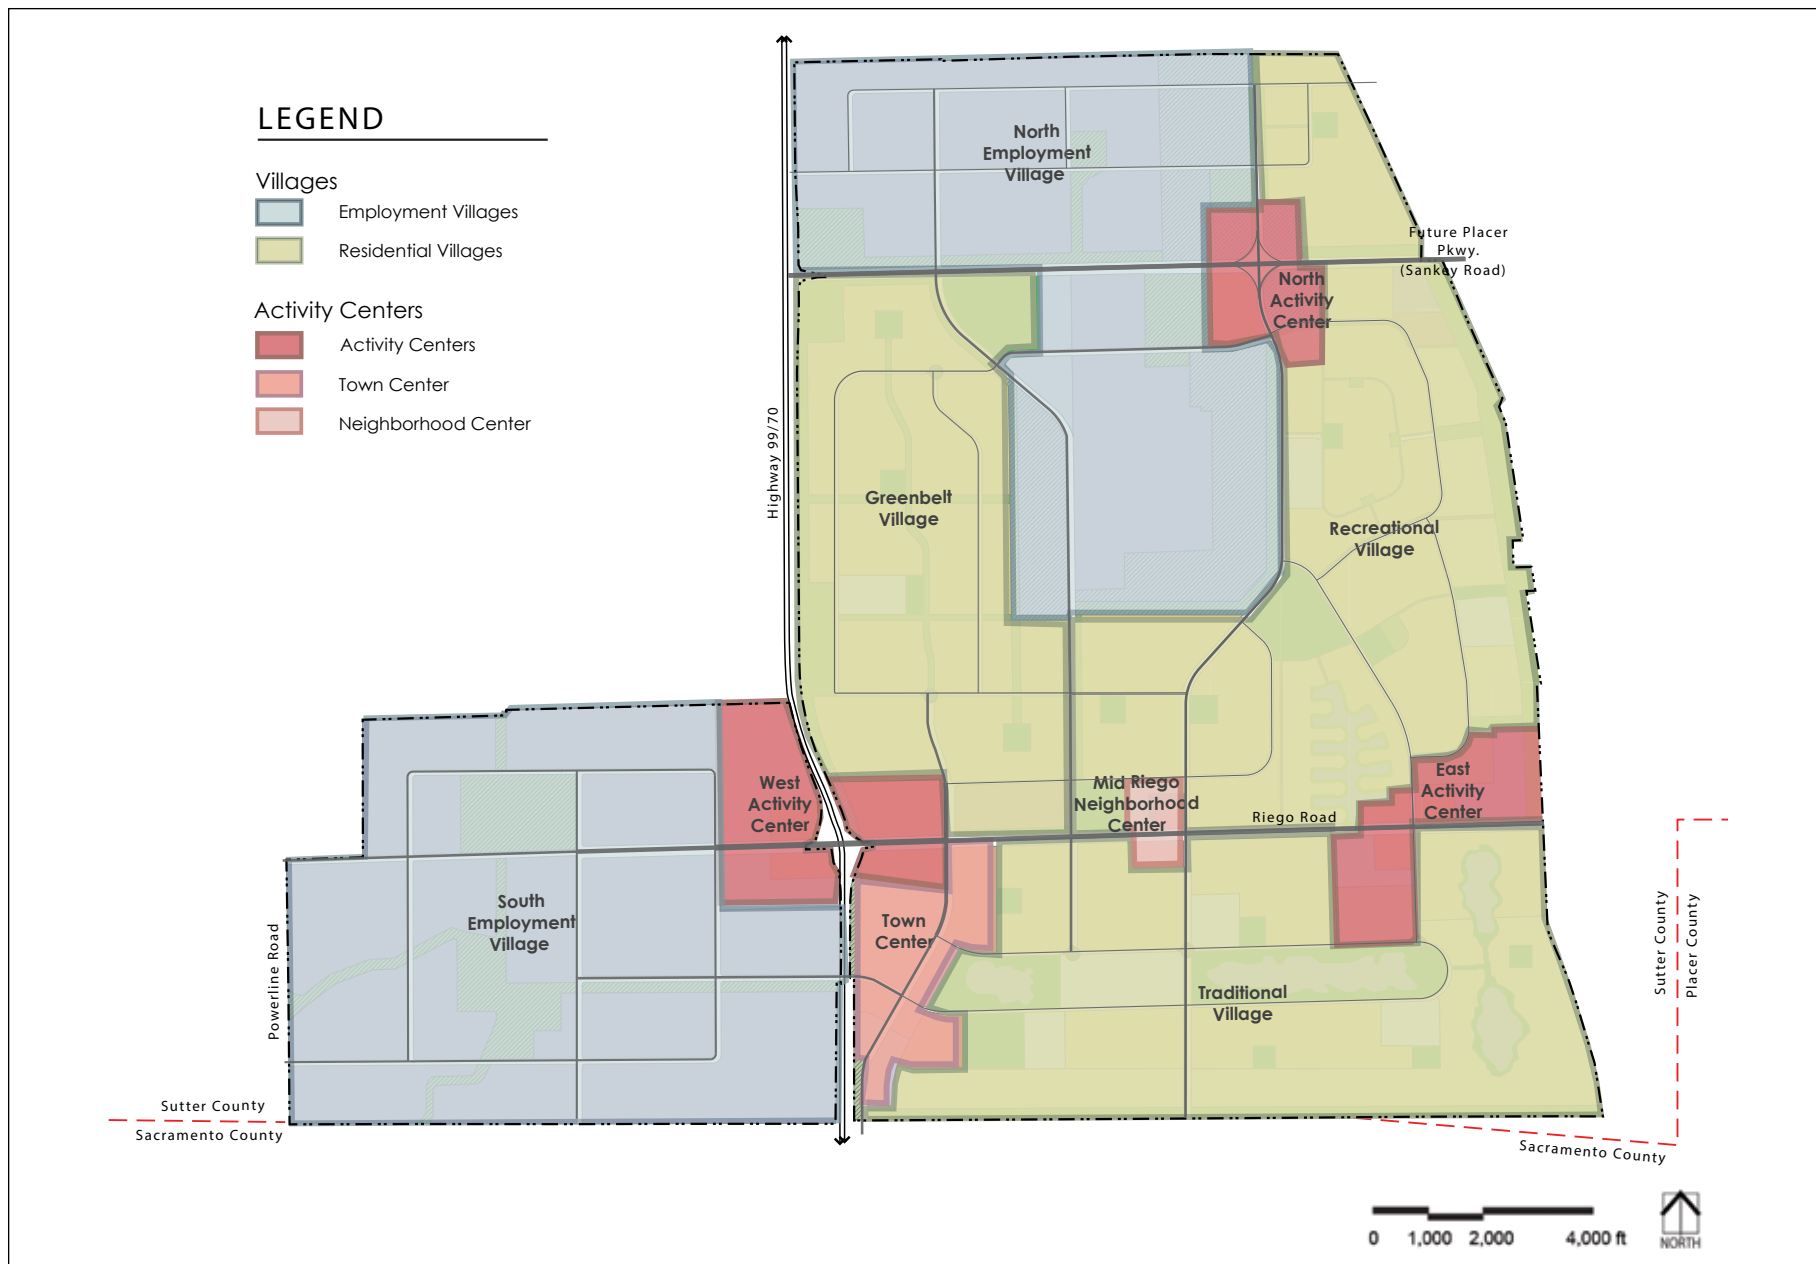 LEGEND
Villages
Employment Villages
Residential Villages
Activity Centers
Activity Centers
Town Center
Neighborhood Center
North
Employment
Village
Future Placer
Pkwy.
(Sankey Road)
North
Activity
Center
Highway 99/70
Greenbelt
Village
Recreational
Village
West
Activity
Center
Mid Riego
Neighborhood
Center
Riego Road
East
Activity
Center
South
Employment
Village
Town
Center
Traditional
Village
Powerline Road
Sutter County
Placer County
Sutter County
Sacramento County
Sacramento County
0 1,000 2,000 4,000 ft
NORTH